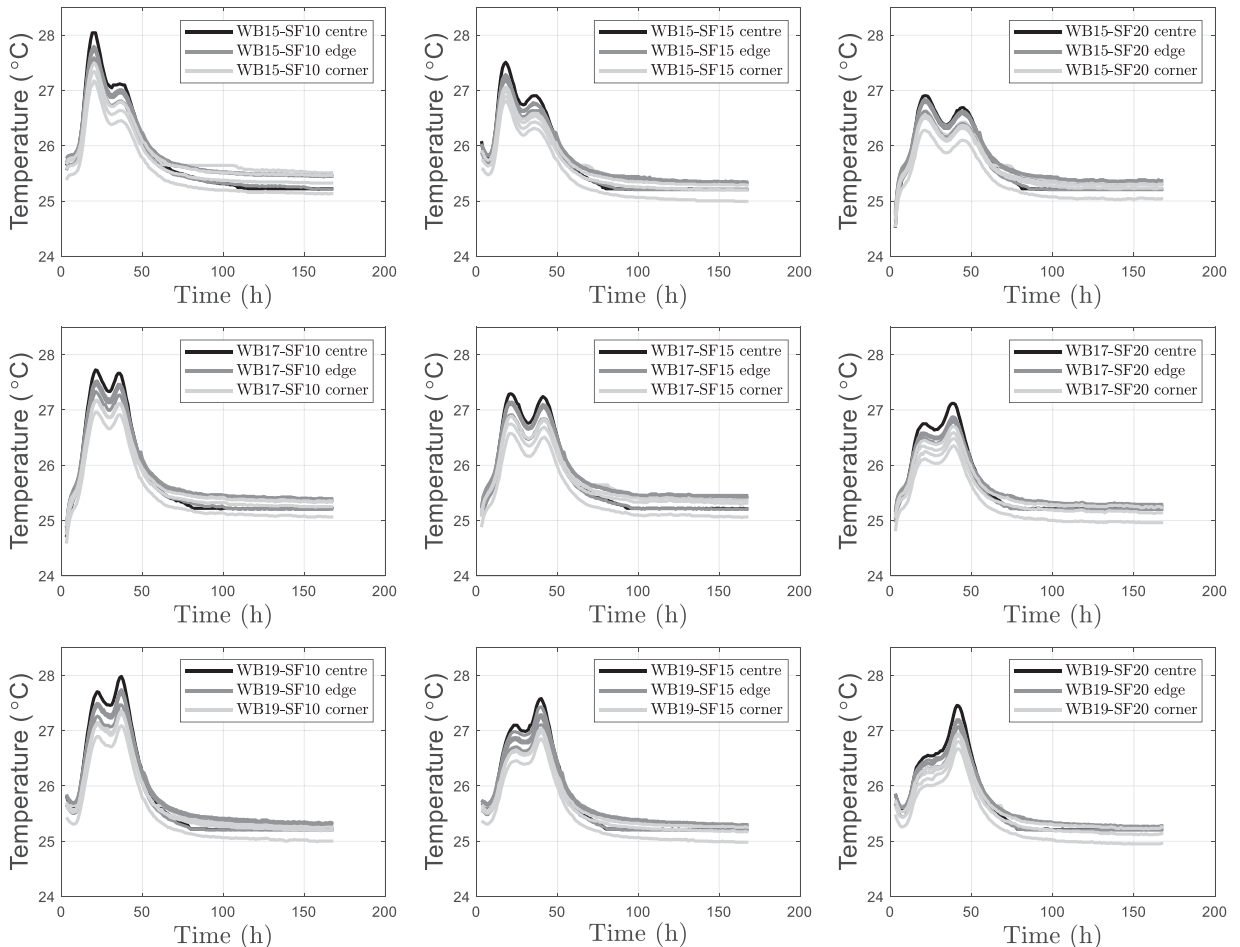 WB15-SF10 centre
WB15-SF10 edge
WB15-SF10 corner
Temperature (°C)
28
27
26
25
24
0 50 100 150 200
Time (h)
WB15-SF15 centre
WB15-SF15 edge
WB15-SF15 corner
Temperature (°C)
28
27
26
25
24
0 50 100 150 200
Time (h)
WB15-SF20 centre
WB15-SF20 edge
WB15-SF20 corner
Temperature (°C)
28
27
26
25
24
0 50 100 150 200
Time (h)
WB17-SF10 centre
WB17-SF10 edge
WB17-SF10 corner
Temperature (°C)
28
27
26
25
24
0 50 100 150 200
Time (h)
WB17-SF15 centre
WB17-SF15 edge
WB17-SF15 corner
Temperature (°C)
28
27
26
25
24
0 50 100 150 200
Time (h)
WB17-SF20 centre
WB17-SF20 edge
WB17-SF20 corner
Temperature (°C)
28
27
26
25
24
0 50 100 150 200
Time (h)
WB19-SF10 centre
WB19-SF10 edge
WB19-SF10 corner
Temperature (°C)
28
27
26
25
24
0 50 100 150 200
Time (h)
WB19-SF15 centre
WB19-SF15 edge
WB19-SF15 corner
Temperature (°C)
28
27
26
25
24
0 50 100 150 200
Time (h)
WB19-SF20 centre
WB19-SF20 edge
WB19-SF20 corner
Temperature (°C)
28
27
26
25
24
0 50 100 150 200
Time (h)